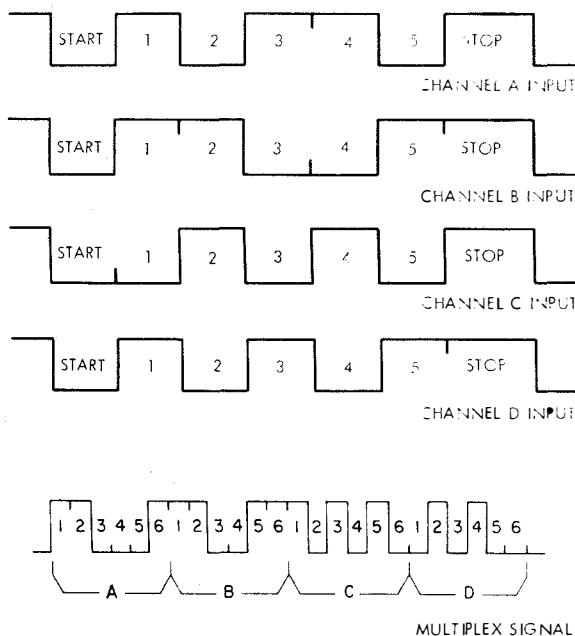 START 1 2 3 4 5 STOP
CHANNEL A INPUT
START 1 2 3 4 5 STOP
CHANNEL B INPUT
START 1 2 3 4 5 STOP
CHANNEL C INPUT
START 1 2 3 4 5 STOP
CHANNEL D INPUT
1 2 3 4 5 6 1 2 3 4 5 6 1 2 3 4 5 6 1 2 3 4 5 6
A B C D
MULTIPLEX SIGNAL